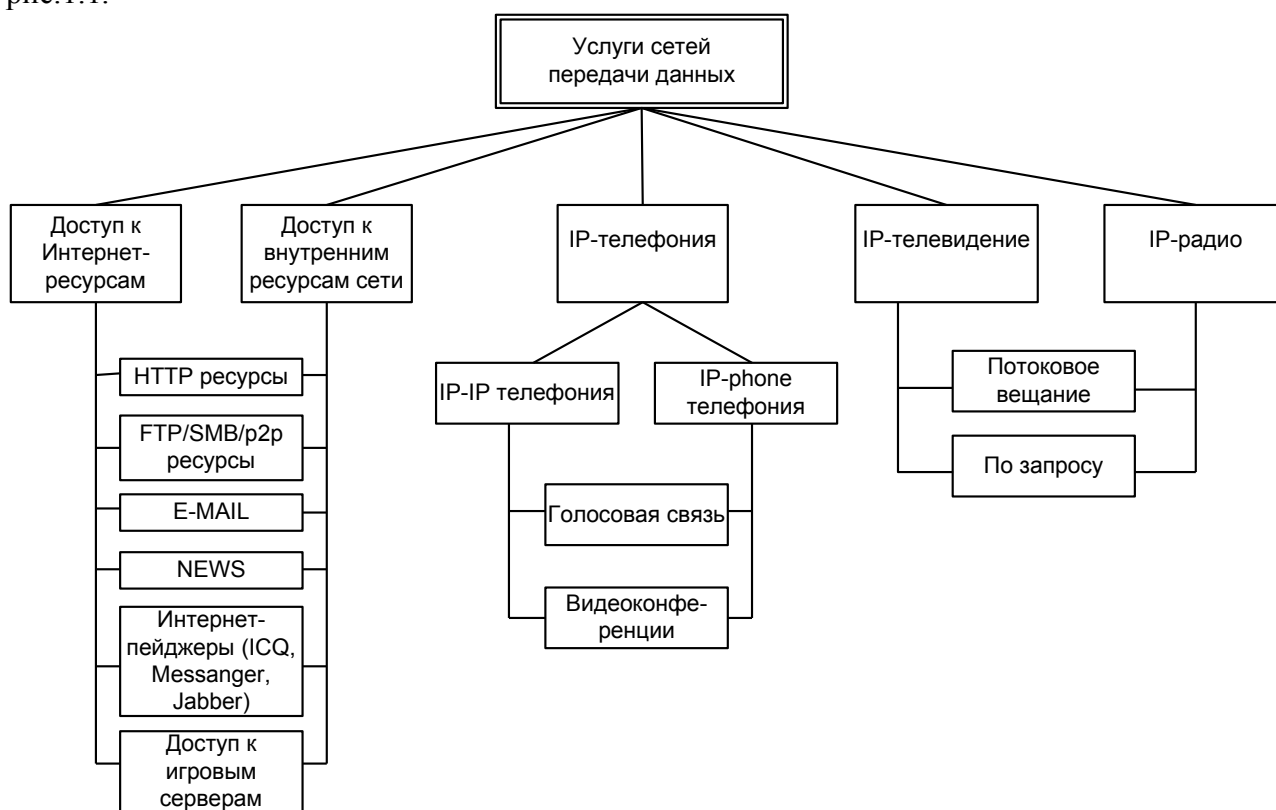 рис.1.1.
Услуги сетей
передачи данных
Доступ к
Интернет-
ресурсам
Доступ к
внутренним
ресурсам сети
IP-телефония
IP-телевидение
IP-радио
HTTP ресурсы
FTP/SMB/p2p
ресурсы
E-MAIL
NEWS
Интернет-
пейджеры (ICQ,
Messanger,
Jabber)
Доступ к
игровым
серверам
IP-IP телефония
IP-phone
телефония
Голосовая связь
Видеоконфе-
ренции
Потоковое
вещание
По запросу